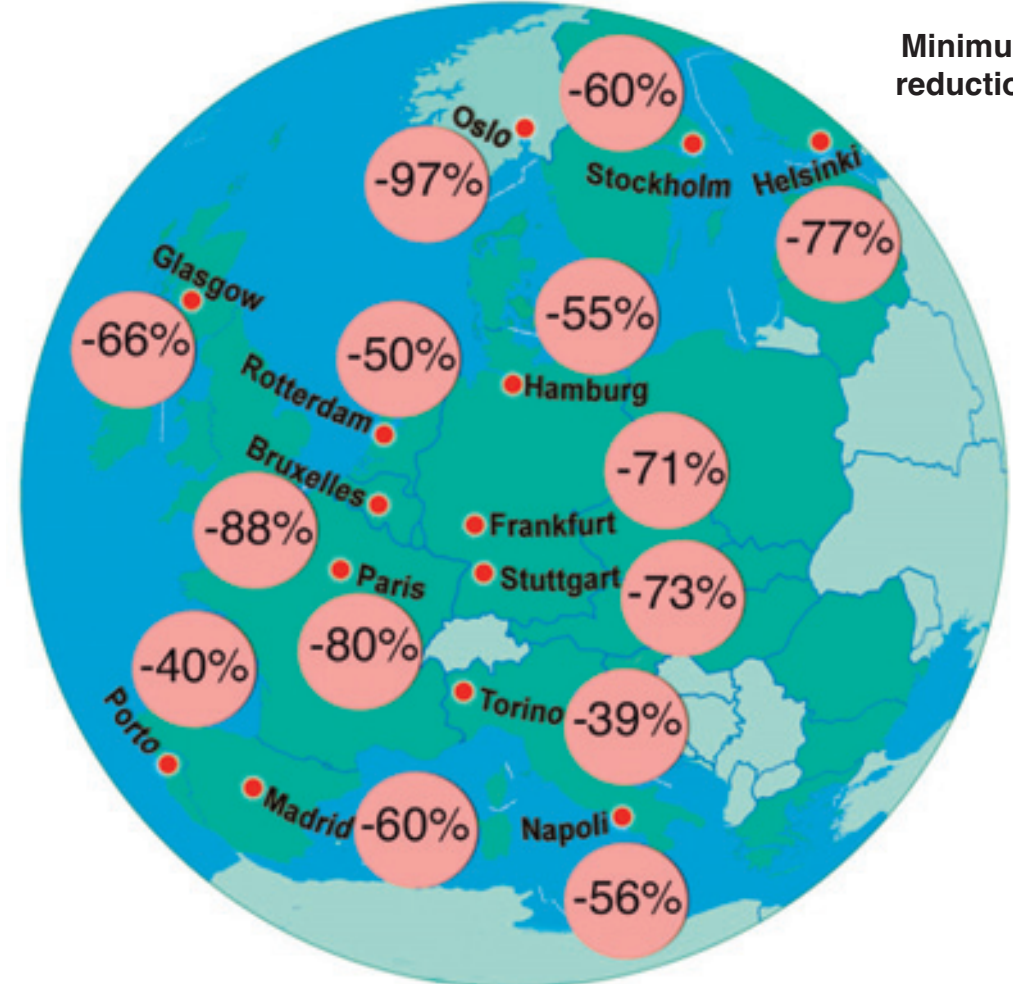 Minimu
reductio
-60%
Oslo
-97%
Stockholm
Helsinki
-77%
Glasgow
-66%
-55%
-50%
Rotterdam
Hamburg
Bruxelles
-71%
-88%
Frankfurt
Paris
Stuttgart
-73%
-80%
-40%
Porto
Torino
-39%
Madrid
-60%
Napoli
-56%